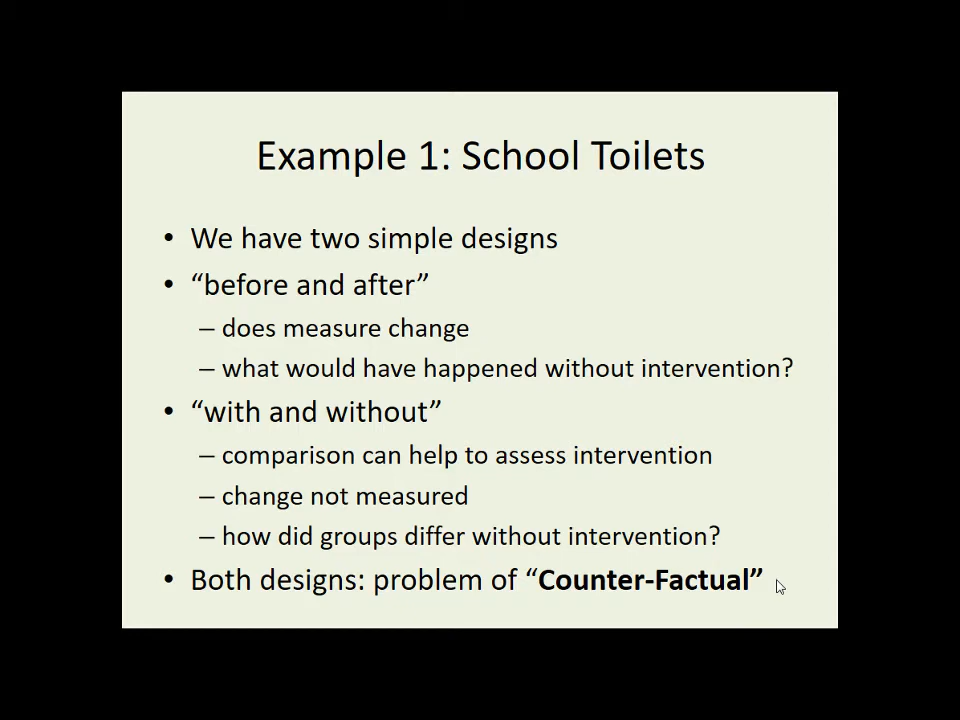 Example 1: School Toilets
• We have two simple designs
• “before and after”
– does measure change
– what would have happened without intervention?
• “with and without”
– comparison can help to assess intervention
– change not measured
– how did groups differ without intervention?
• Both designs: problem of “Counter-Factual”